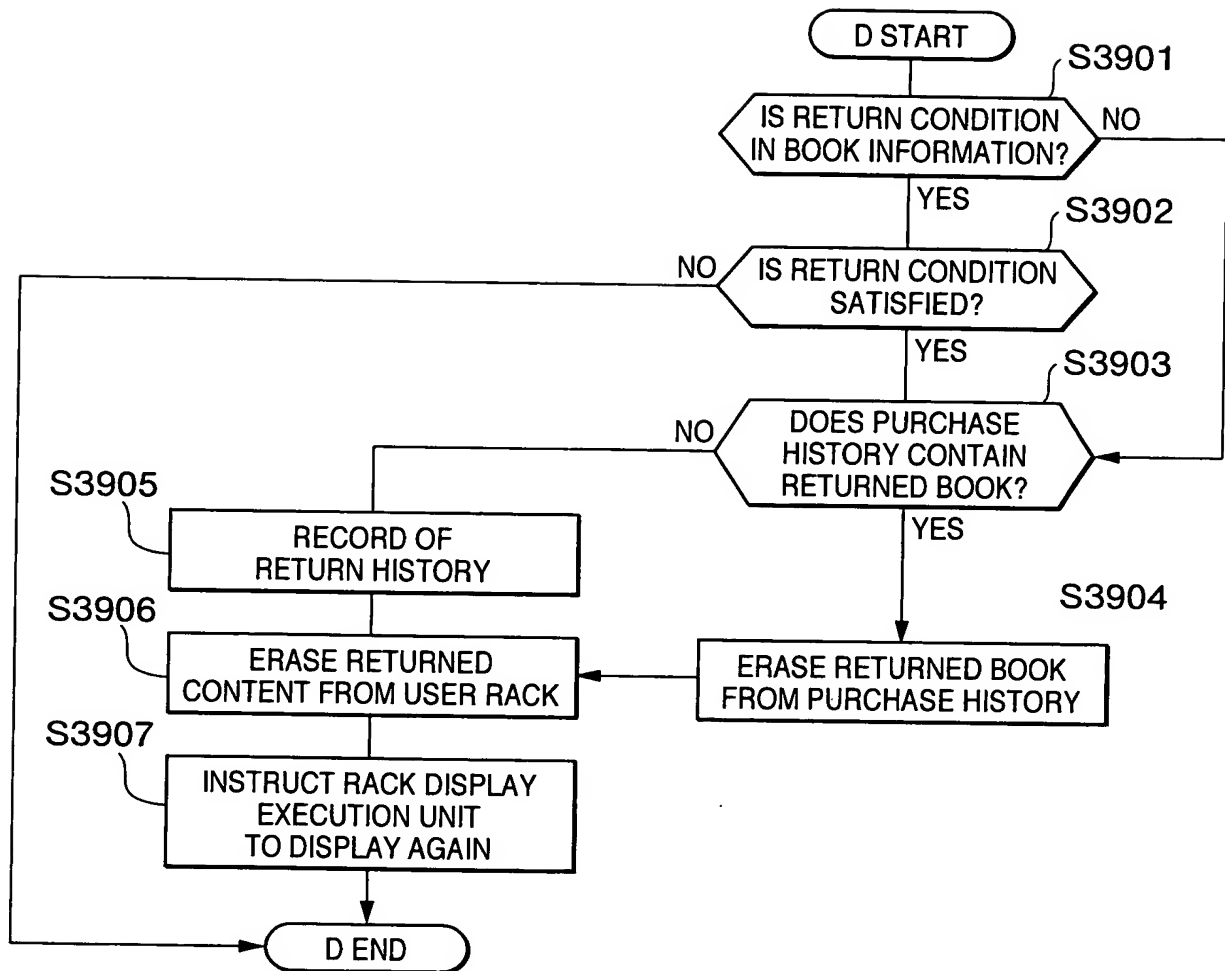 D START
S3901
IS RETURN CONDITION
IN BOOK INFORMATION?
NO
YES
S3902
NO
IS RETURN CONDITION
SATISFIED?
YES
S3903
NO
DOES PURCHASE
HISTORY CONTAIN
RETURNED BOOK?
YES
S3905
RECORD OF
RETURN HISTORY
S3904
S3906
ERASE RETURNED
CONTENT FROM USER RACK
ERASE RETURNED BOOK
FROM PURCHASE HISTORY
S3907
INSTRUCT RACK DISPLAY
EXECUTION UNIT
TO DISPLAY AGAIN
D END